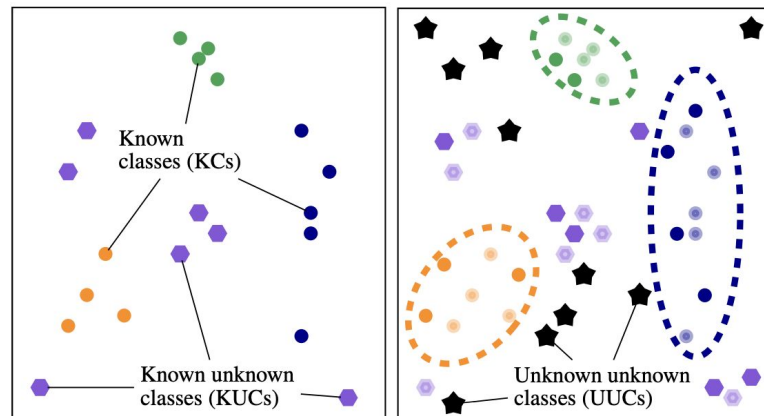 Known
classes (KCs)
Known unknown
classes (KUCs)
Unknown unknown
classes (UUCs)